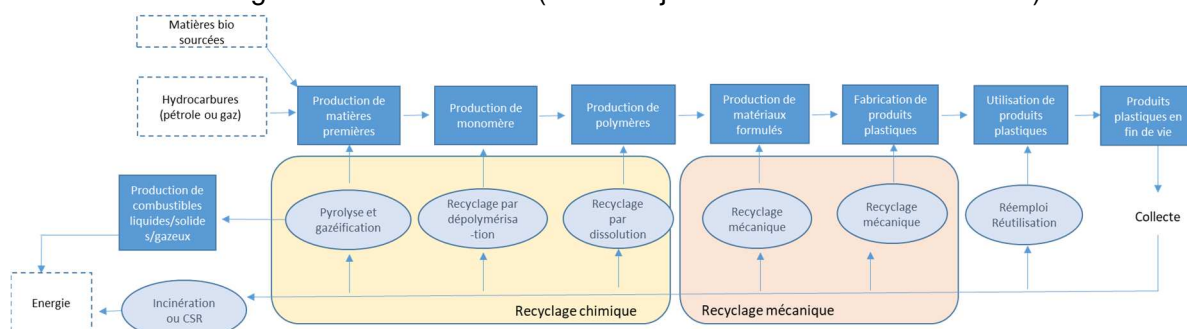 Matières bio
sourcées
Hydrocarbures
(pétrole ou gaz)
Production de
matières
premières
Production de
monomère
Production de
polymères
Production de
matériaux
formulés
Fabrication de
produits
plastiques
Utilisation de
produits
plastiques
Produits
plastiques en
fin de vie
Production de
combustibles
liquides/solide
s/gazeux
Pyrolyse et
gazéification
Recyclage par
dépolymérisa
-tion
Recyclage
par
dissolution
Recyclage
mécanique
Recyclage
mécanique
Réemploi
Réutilisation
Collecte
Energie
Incinération
ou CSR
Recyclage chimique
Recyclage mécanique